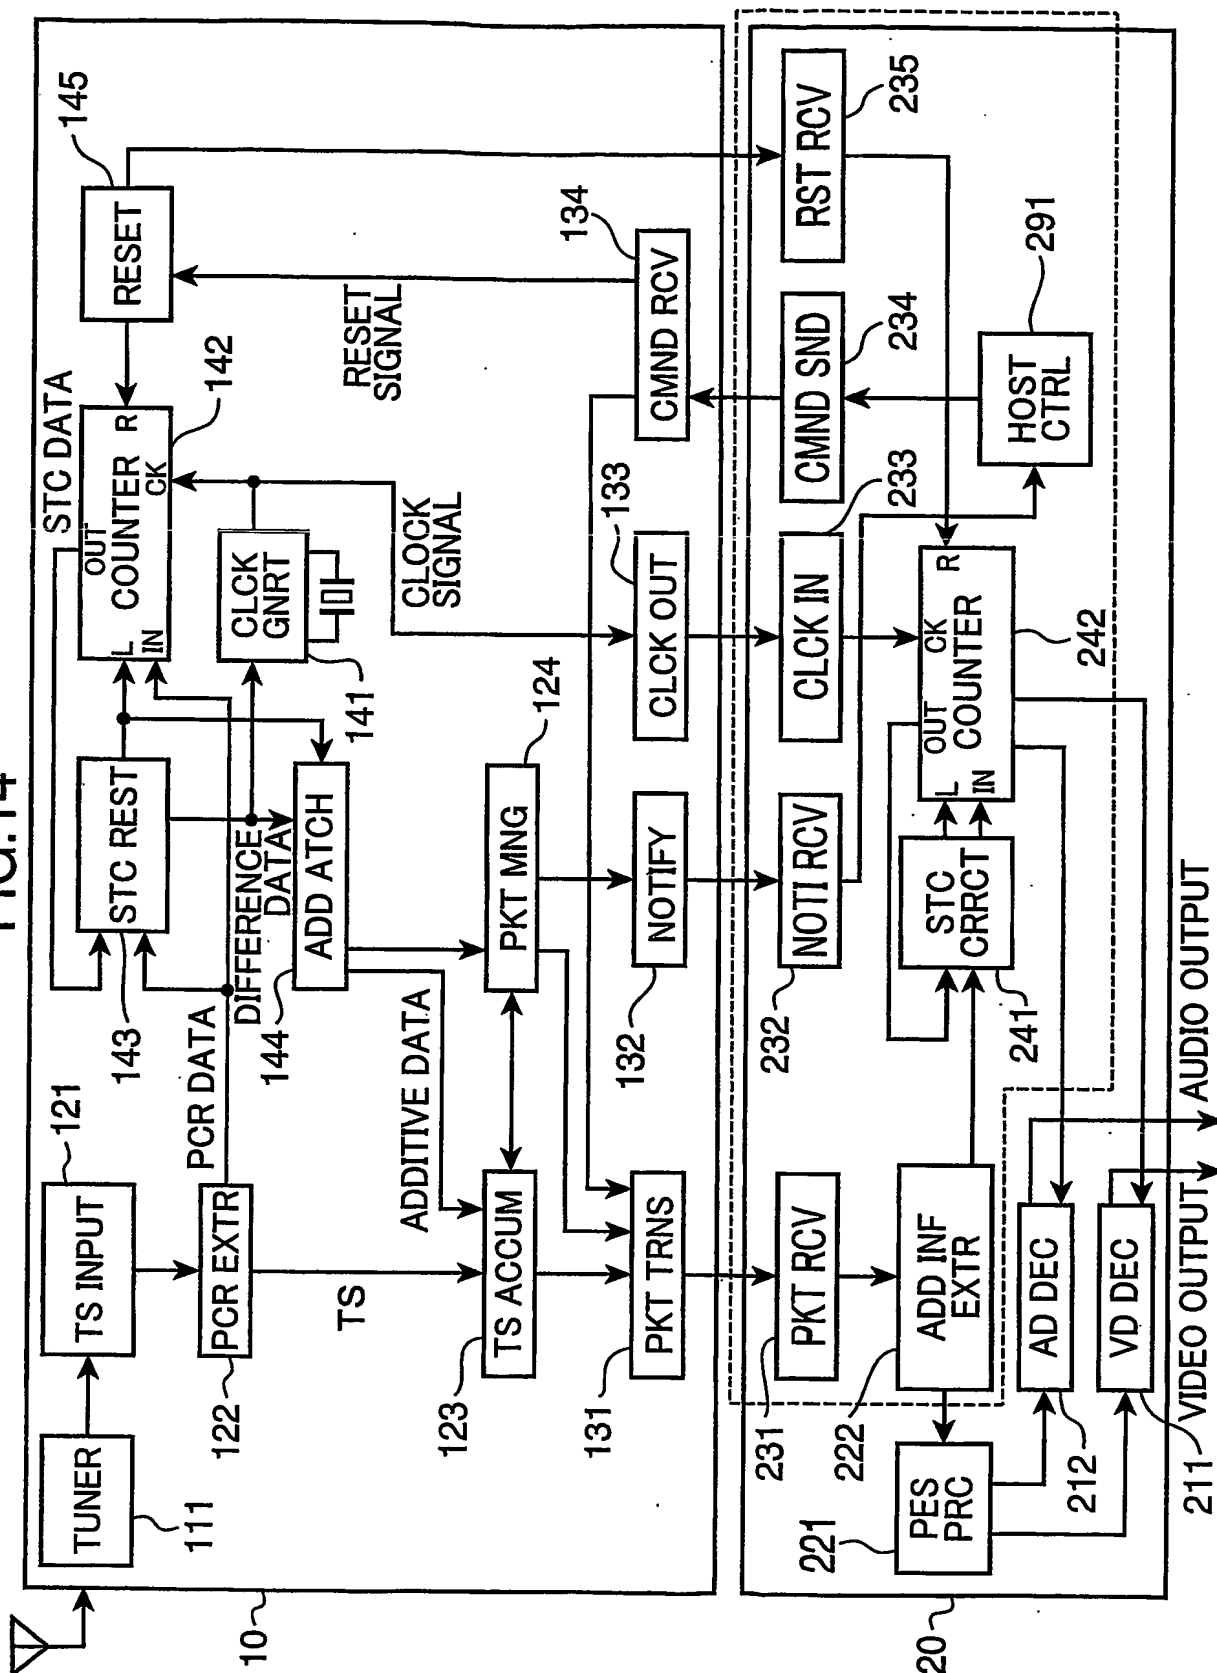 FIG.14
TUNER
111
TS INPUT
121
PCR EXTR
122
PCR DATA
STC REST
143
STC DATA
OUT
COUNTER
L
IN
R
CK
142
RESET
145
CLCK
GNRT
141
DIFFERENCE
DATA
ADD ATCH
144
ADDITIVE DATA
TS
TS ACCUM
123
PKT MNG
124
CLOCK
SIGNAL
RESET
SIGNAL
PKT TRNS
131
NOTIFY
132
CLCK OUT
133
CMND RCV
134
10
PKT RCV
231
NOTI RCV
232
CLCK IN
233
CMND SND
234
RST RCV
235
ADD INF
EXTR
222
STC
CRRCT
241
OUT
CK
R
COUNTER
L
IN
242
HOST
CTRL
291
PES
PRC
221
AD DEC
212
VD DEC
211
20
VIDEO OUTPUT
AUDIO OUTPUT